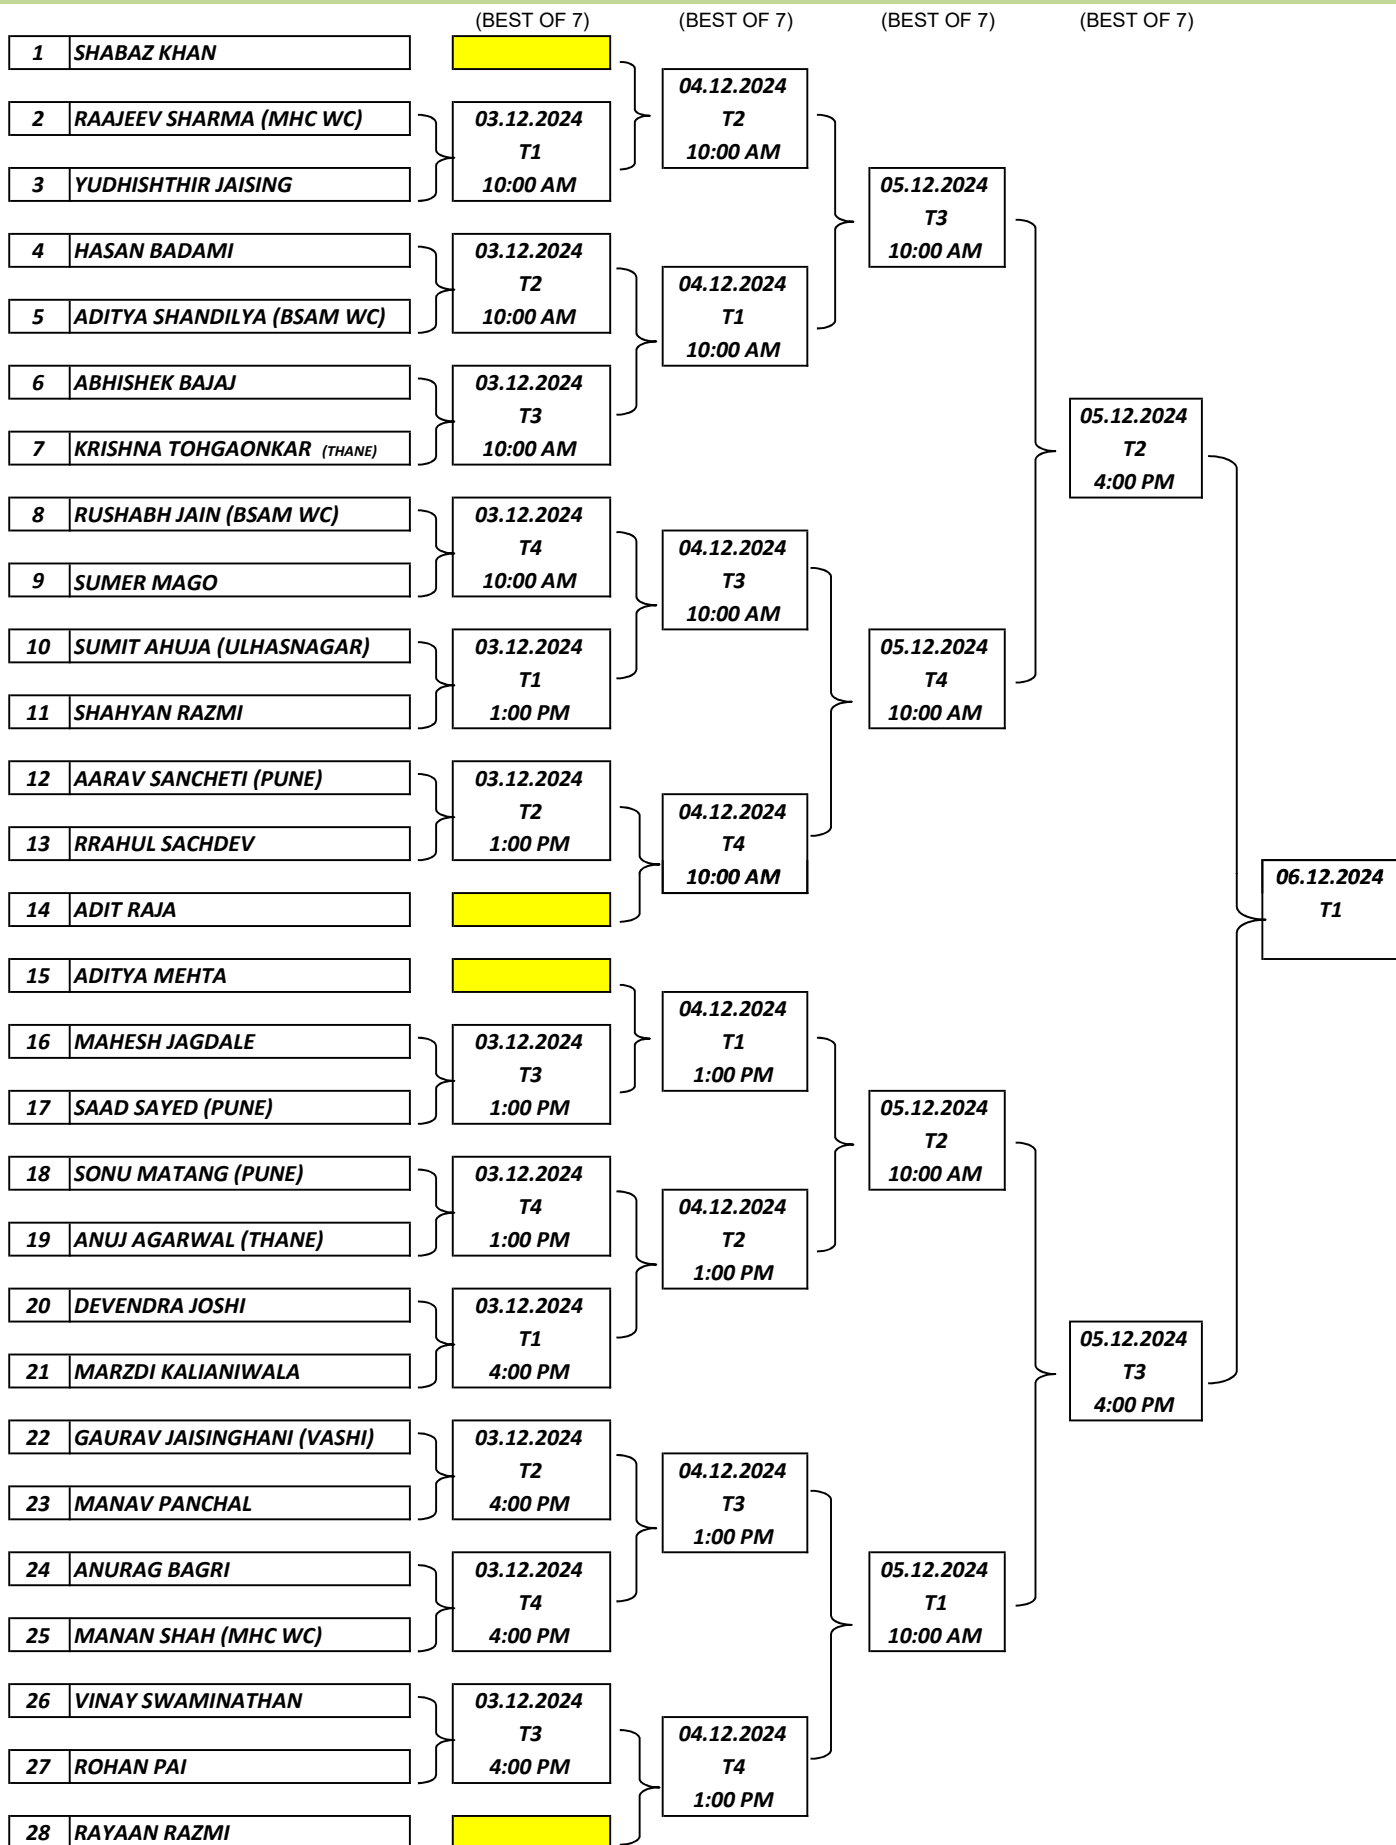 (BEST OF 7) (BEST OF 7) (BEST OF 7) (BEST OF 7)
1 SHABAZ KHAN
04.12.2024
2 RAAJEEV SHARMA (MHC WC) 03.12.2024 T2
T1 10:00 AM
3 YUDHISHTHIR JAISING 10:00 AM 05.12.2024
T3
4 HASAN BADAMI 03.12.2024 10:00 AM
T2 04.12.2024
5 ADITYA SHANDILYA (BSAM WC) 10:00 AM T1
10:00 AM
6 ABHISHEK BAJAJ 03.12.2024
T3 05.12.2024
7 KRISHNA TOHGAONKAR (THANE) 10:00 AM T2
4:00 PM
8 RUSHABH JAIN (BSAM WC) 03.12.2024
T4 04.12.2024
9 SUMER MAGO 10:00 AM T3
10:00 AM
10 SUMIT AHUJA (ULHASNAGAR) 03.12.2024 05.12.2024
T1 T4
11 SHAHYAN RAZMI 1:00 PM 10:00 AM
12 AARAV SANCHETI (PUNE) 03.12.2024
T2 04.12.2024
13 RRAHUL SACHDEV 1:00 PM T4
10:00 AM 06.12.2024
14 ADIT RAJA T1
15 ADITYA MEHTA
04.12.2024
16 MAHESH JAGDALE 03.12.2024 T1
T3 1:00 PM
17 SAAD SAYED (PUNE) 1:00 PM 05.12.2024
T2
18 SONU MATANG (PUNE) 03.12.2024 10:00 AM
T4 04.12.2024
19 ANUJ AGARWAL (THANE) 1:00 PM T2
1:00 PM
20 DEVENDRA JOSHI 03.12.2024
T1 05.12.2024
21 MARZDI KALIANIWALA 4:00 PM T3
4:00 PM
22 GAURAV JAISINGHANI (VASHI) 03.12.2024
T2 04.12.2024
23 MANAV PANCHAL 4:00 PM T3
1:00 PM
24 ANURAG BAGRI 03.12.2024 05.12.2024
T4 T1
25 MANAN SHAH (MHC WC) 4:00 PM 10:00 AM
26 VINAY SWAMINATHAN 03.12.2024
T3 04.12.2024
27 ROHAN PAI 4:00 PM T4
1:00 PM
28 RAYAAN RAZMI